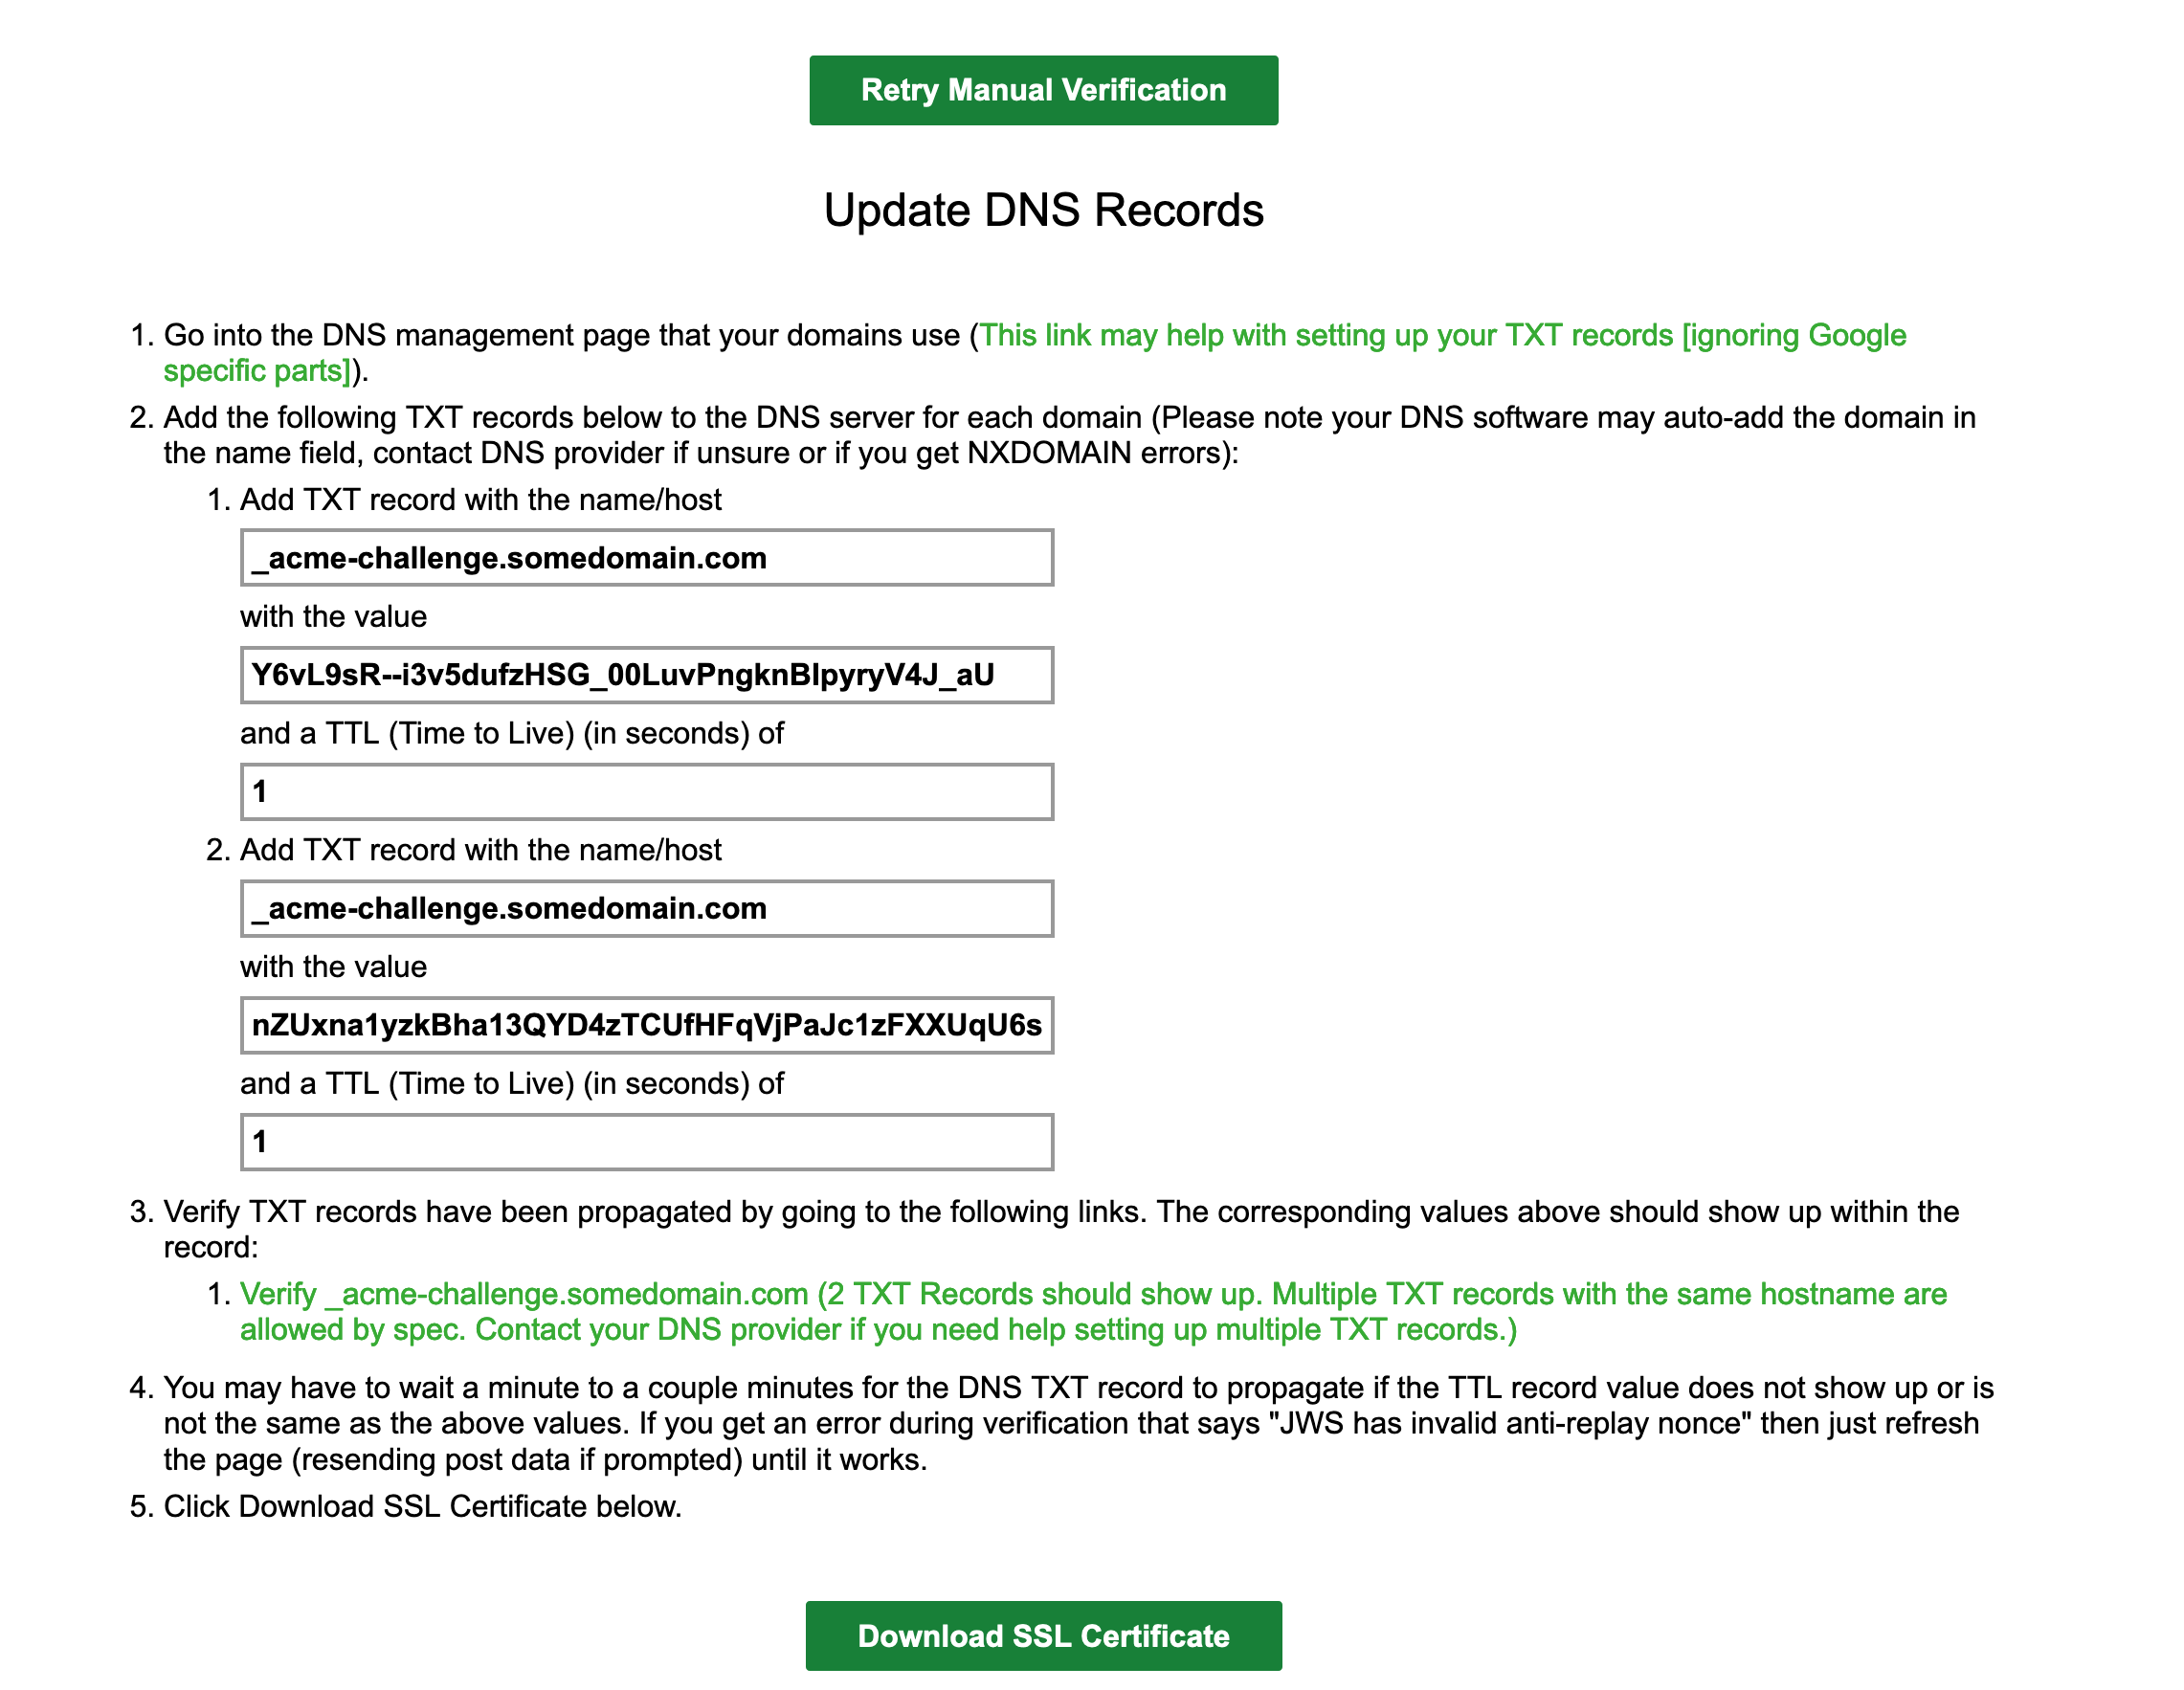 Retry Manual Verification
Update DNS Records
1. Go into the DNS management page that your domains use (This link may help with setting up your TXT records [ignoring Google
specific parts]).
2. Add the following TXT records below to the DNS server for each domain (Please note your DNS software may auto-add the domain in
the name field, contact DNS provider if unsure or if you get NXDOMAIN errors):
1. Add TXT record with the name/host
_acme-challenge.somedomain.com
with the value
Y6vL9sR--i3v5dufzHSG_00LuvPngknBlpyryV4J_aU
and a TTL (Time to Live) (in seconds) of
1
2. Add TXT record with the name/host
_acme-challenge.somedomain.com
with the value
nZUxna1yzkBha13QYD4zTCUfHFqVjPaJc1zFXXUqU6s
and a TTL (Time to Live) (in seconds) of
1
3. Verify TXT records have been propagated by going to the following links. The corresponding values above should show up within the
record:
1. Verify _acme-challenge.somedomain.com (2 TXT Records should show up. Multiple TXT records with the same hostname are
allowed by spec. Contact your DNS provider if you need help setting up multiple TXT records.)
4. You may have to wait a minute to a couple minutes for the DNS TXT record to propagate if the TTL record value does not show up or is
not the same as the above values. If you get an error during verification that says "JWS has invalid anti-replay nonce" then just refresh
the page (resending post data if prompted) until it works.
5. Click Download SSL Certificate below.
Download SSL Certificate